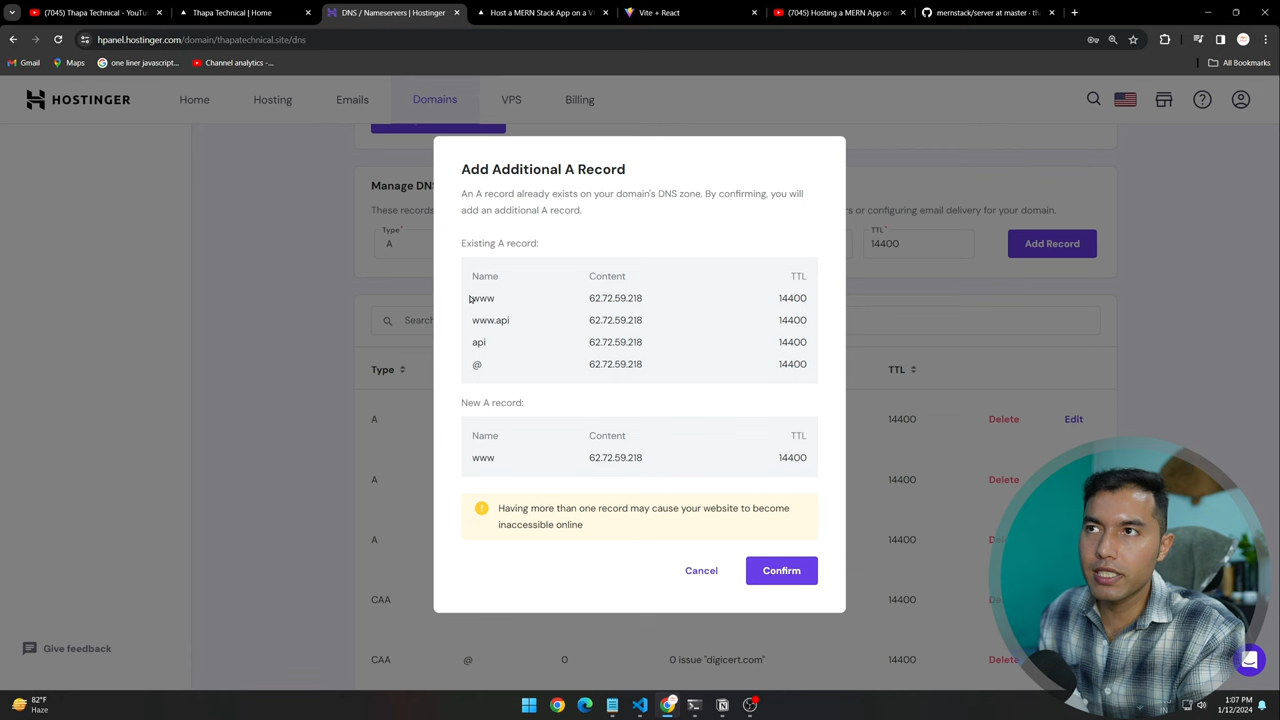 (7045) Thapa Technical - YouT
Thapa Technical | Home
DNS / Nameservers | Hostinger
Host a MERN Stack App on a V
Vite + React
(7045) Hosting a MERN App on
mernstack/server at master · th
hpanel.hostinger.com/domain/thapatechnical.site/dns
Gmail
Maps
one liner javascript...
Channel analytics -...
All Bookmarks
HOSTINGER
Home
Hosting
Emails
Domains
VPS
Billing
Manage DN
These records
rs or configuring email delivery for your domain.
Type*
A
TTL*
14400
Add Record
Search
Type
TTL
A
14400
Delete
Edit
A
14400
Delete
A
14400
CAA
14400
CAA
@
0
0 issue "digicert.com"
14400
Delete
Add Additional A Record
An A record already exists on your domain's DNS zone. By confirming, you will
add an additional A record.
Existing A record:
Name Content TTL
www 62.72.59.218 14400
www.api 62.72.59.218 14400
api 62.72.59.218 14400
@ 62.72.59.218 14400
New A record:
Name Content TTL
www 62.72.59.218 14400
Having more than one record may cause your website to become
inaccessible online
Cancel
Confirm
Give feedback
82°F
Haze
IN
1:07 PM
1/12/2024